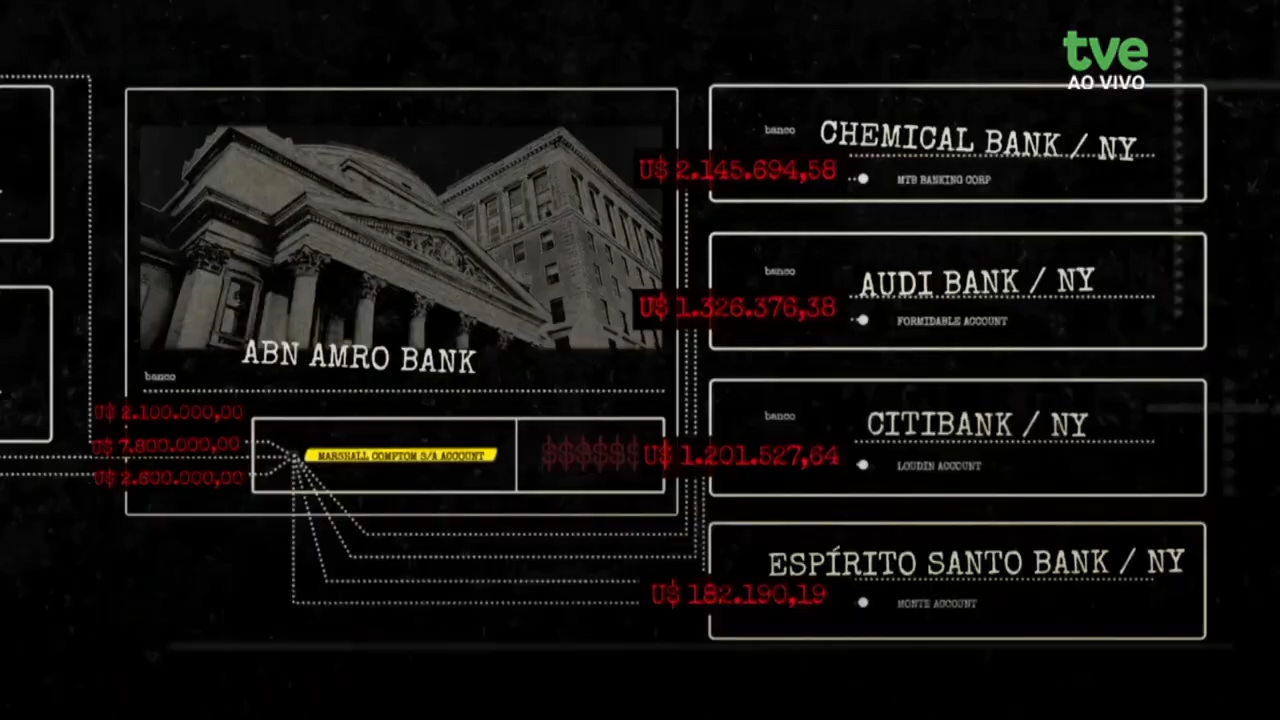 tve
AO VIVO
banco
CHEMICAL BANK / NY
U$ 2.145.694,58
MTB BANKING CORP
banco
AUDI BANK / NY
U$ 1.326.376,38
FORMIDABLE ACCOUNT
ABN AMRO BANK
banco
U$ 2.100.000,00
U$ 7.800.000,00
U$ 2.600.000,00
MARSHALL COMPTOM S/A ACCOUNT
$$$$$$
banco
CITIBANK / NY
U$ 1.201.527,64
LOUDIN ACCOUNT
ESPÍRITO SANTO BANK / NY
U$ 182.190,19
MONTE ACCOUNT